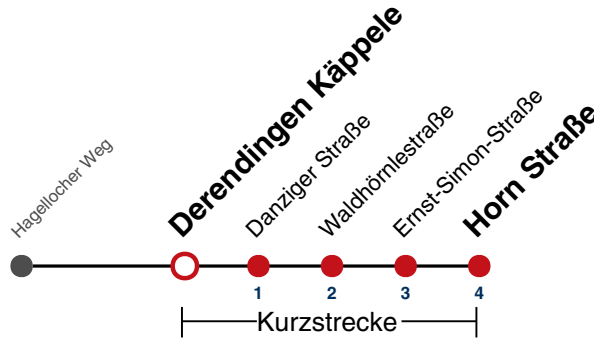 Hagellocher Weg
Derendingen Käppele
Danziger Straße
Waldhörnlestraße
Ernst-Simon-Straße
Horn Straße
1 2 3 4
Kurzstrecke